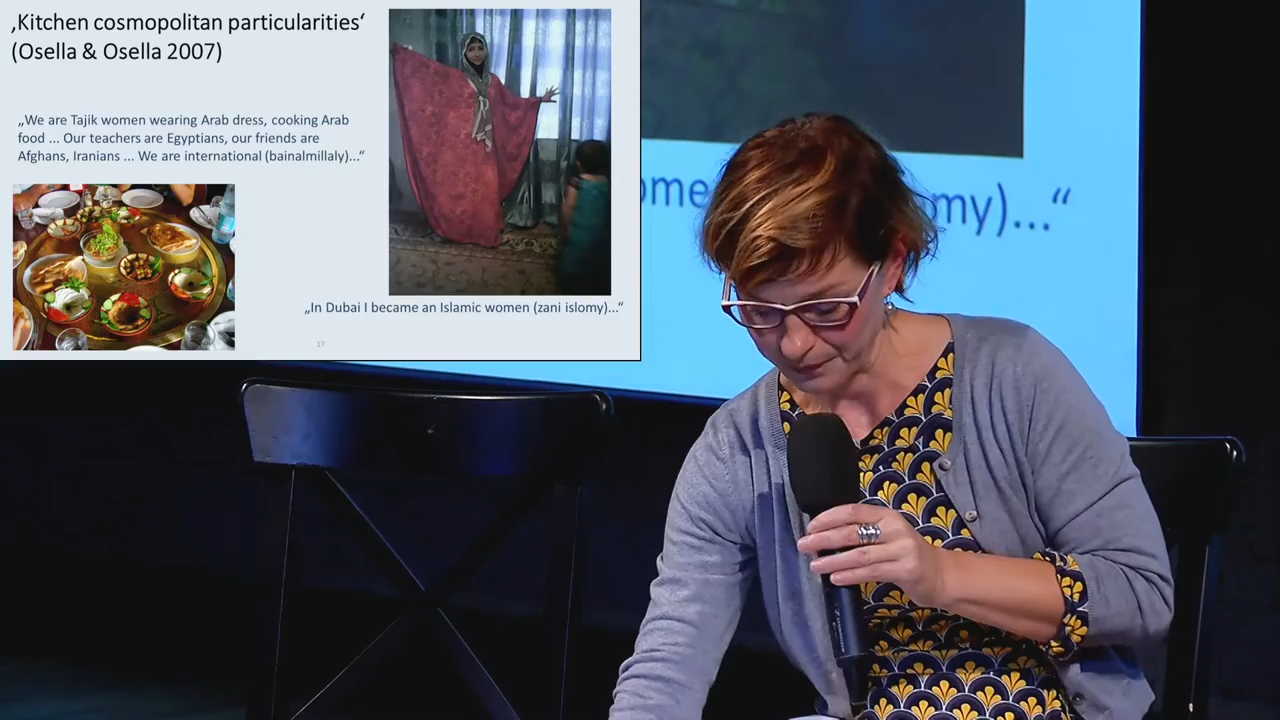 ‚Kitchen cosmopolitan particularities‘
(Osella & Osella 2007)
„We are Tajik women wearing Arab dress, cooking Arab
food ... Our teachers are Egyptians, our friends are
Afghans, Iranians ... We are international (bainalmillaly)...“
„In Dubai I became an Islamic women (zani islomy)...“
17
ome
omy)...“